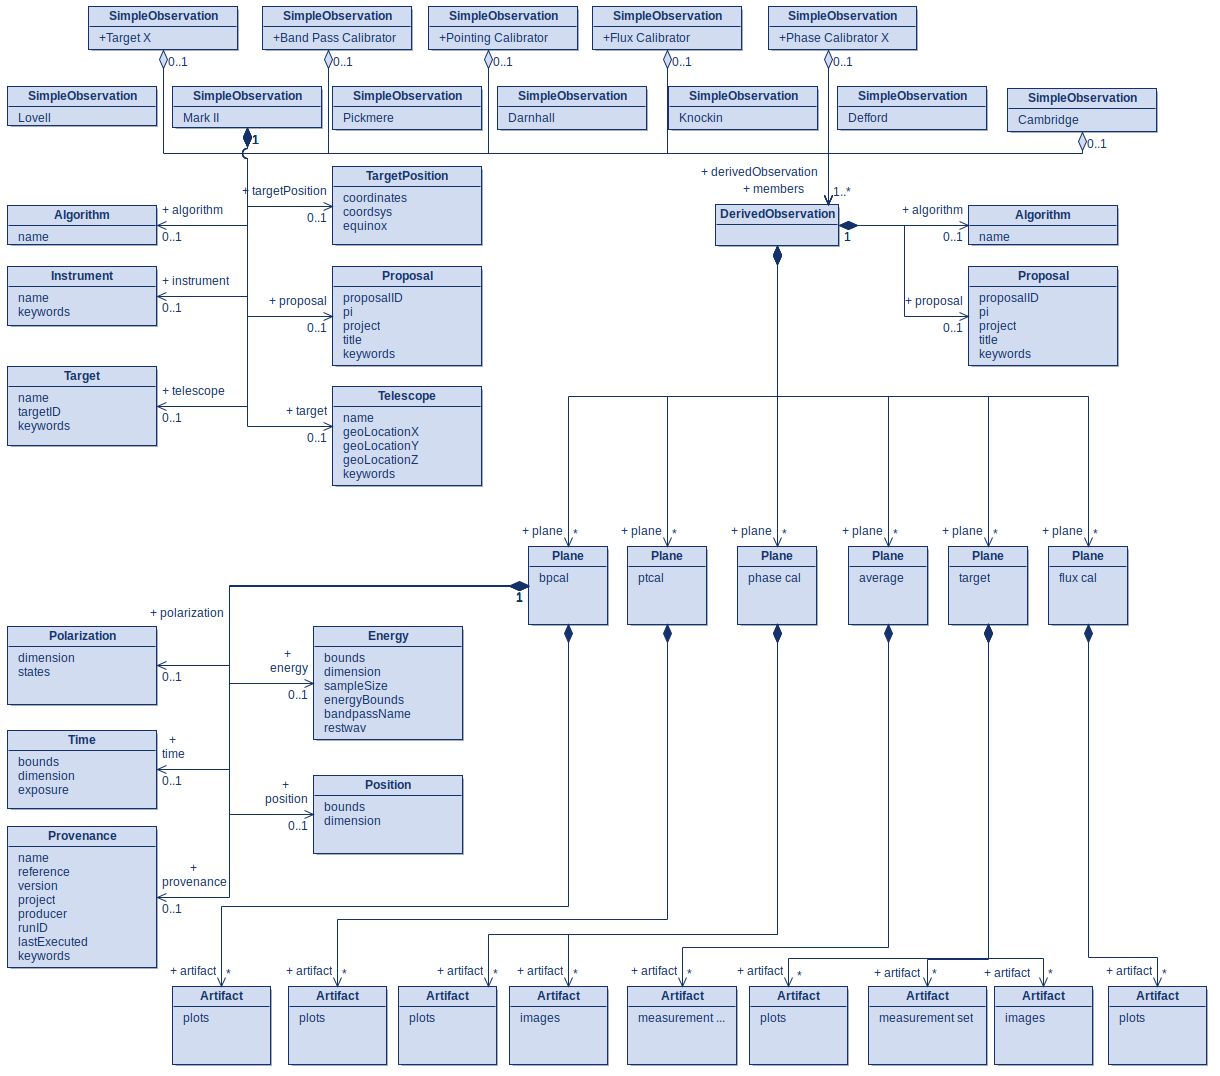 SimpleObservation
+Target X
0..1
SimpleObservation
+Band Pass Calibrator
0..1
SimpleObservation
+Pointing Calibrator
0..1
SimpleObservation
+Flux Calibrator
0..1
SimpleObservation
+Phase Calibrator X
0..1
SimpleObservation
Lovell
SimpleObservation
Mark II
1
SimpleObservation
Pickmere
SimpleObservation
Darnhall
SimpleObservation
Knockin
SimpleObservation
Defford
SimpleObservation
Cambridge
0..1
+ derivedObservation
+ members
1..*
+ targetPosition
0..1
TargetPosition
coordinates
coordsys
equinox
Algorithm
name
+ algorithm
0..1
Instrument
name
keywords
+ instrument
0..1
+ proposal
0..1
Proposal
proposalID
pi
project
title
keywords
Target
name
targetID
keywords
+ telescope
0..1
+ target
0..1
Telescope
name
geoLocationX
geoLocationY
geoLocationZ
keywords
DerivedObservation
1
+ algorithm
0..1
Algorithm
name
+ proposal
0..1
Proposal
proposalID
pi
project
title
keywords
+ plane
*
Plane
bpcal
1
+ plane
*
Plane
ptcal
+ plane
*
Plane
phase cal
+ plane
*
Plane
average
+ plane
*
Plane
target
+ plane
*
Plane
flux cal
+ polarization
0..1
Polarization
dimension
states
+
energy
0..1
Energy
bounds
dimension
sampleSize
energyBounds
bandpassName
restwav
+
time
0..1
Time
bounds
dimension
exposure
+
position
0..1
Position
bounds
dimension
+
provenance
0..1
Provenance
name
reference
version
project
producer
runID
lastExecuted
keywords
+ artifact
*
Artifact
plots
+ artifact
*
Artifact
plots
+ artifact
*
Artifact
plots
+ artifact
*
Artifact
images
+ artifact
*
Artifact
measurement ...
+ artifact
*
Artifact
plots
+ artifact
*
Artifact
measurement set
+ artifact
*
Artifact
images
+ artifact
*
Artifact
plots